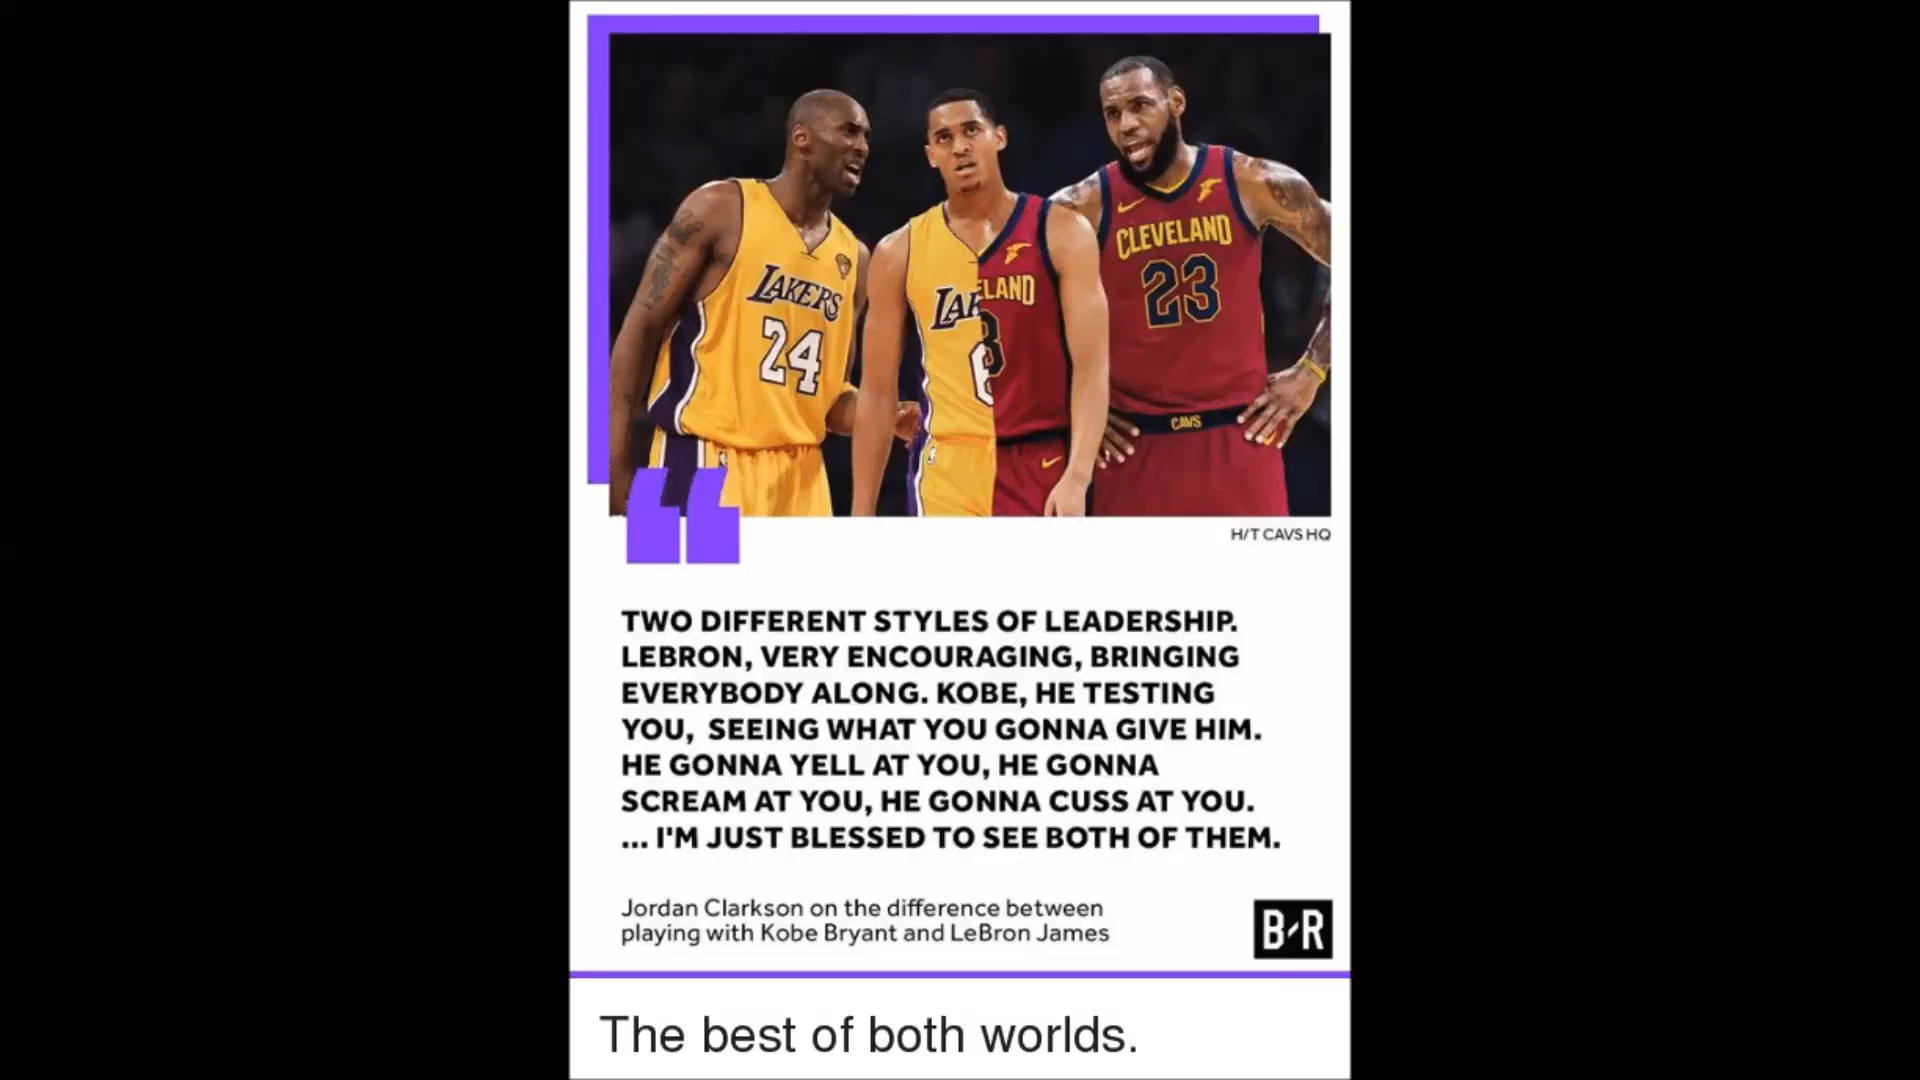 LAKERS
24
LAK
ELAND
6
CLEVELAND
23
CAVS
H/T CAVS HQ
TWO DIFFERENT STYLES OF LEADERSHIP.
LEBRON, VERY ENCOURAGING, BRINGING
EVERYBODY ALONG. KOBE, HE TESTING
YOU, SEEING WHAT YOU GONNA GIVE HIM.
HE GONNA YELL AT YOU, HE GONNA
SCREAM AT YOU, HE GONNA CUSS AT YOU.
... I'M JUST BLESSED TO SEE BOTH OF THEM.
Jordan Clarkson on the difference between
playing with Kobe Bryant and LeBron James
B-R
The best of both worlds.